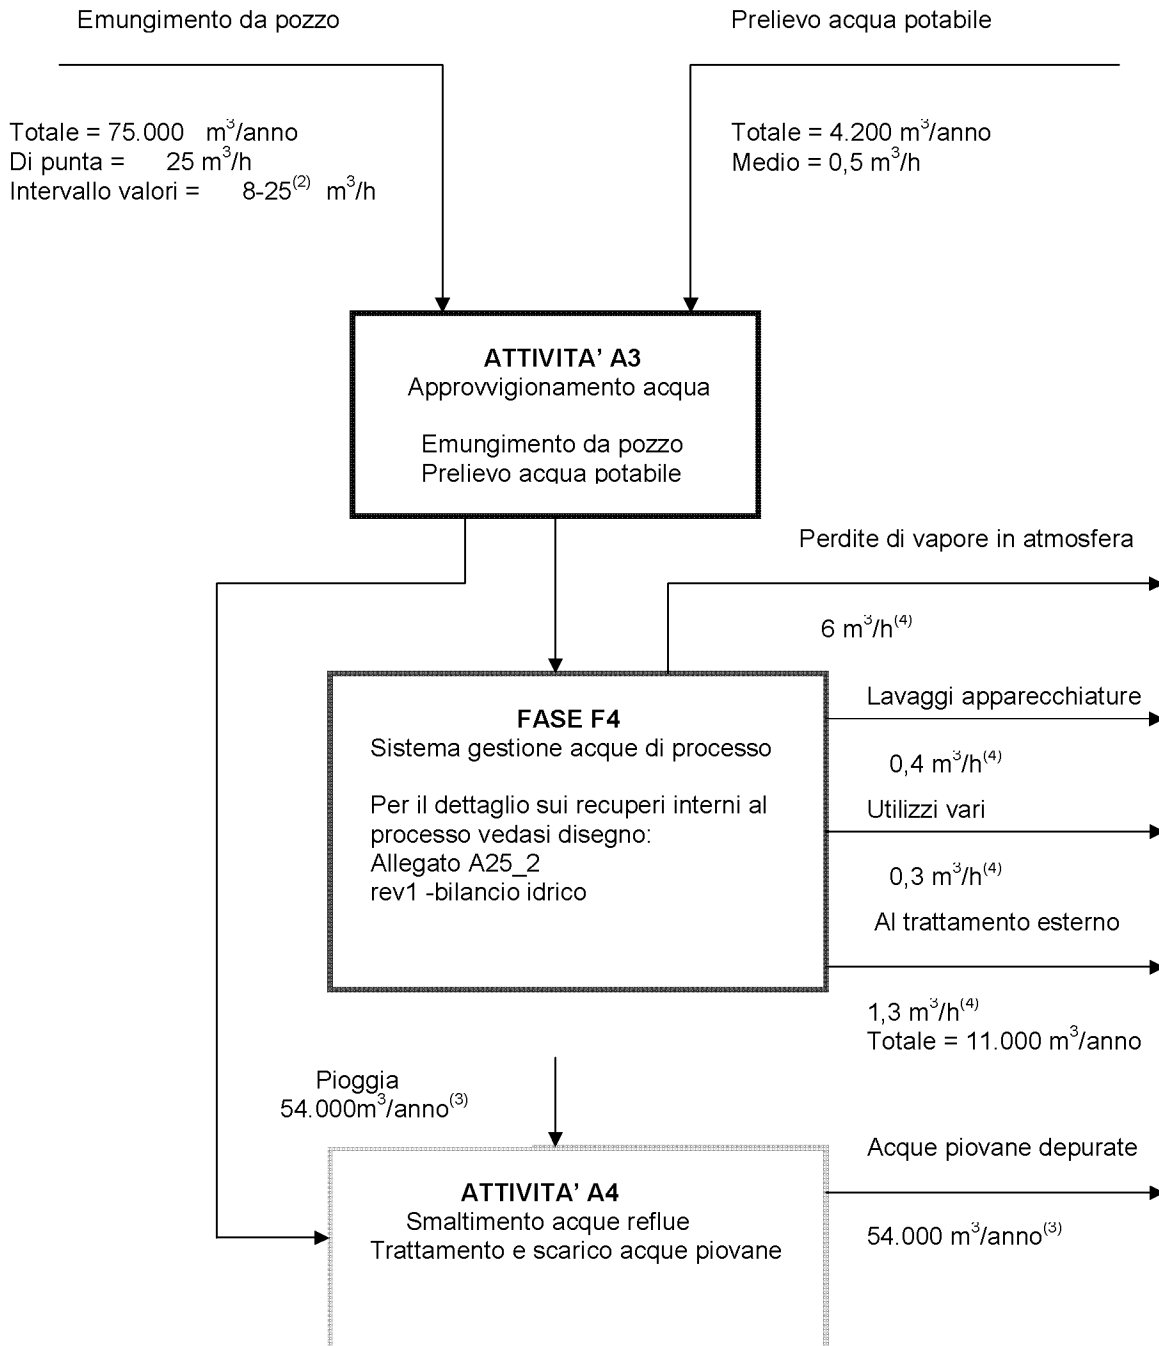 Emungimento da pozzo
Prelievo acqua potabile
Totale = 75.000 m³/anno
Di punta = 25 m³/h
Intervallo valori = 8-25⁽²⁾ m³/h
Totale = 4.200 m³/anno
Medio = 0,5 m³/h
ATTIVITA' A3
Approvvigionamento acqua
Emungimento da pozzo
Prelievo acqua potabile
Perdite di vapore in atmosfera
6 m³/h⁽⁴⁾
FASE F4
Sistema gestione acque di processo
Per il dettaglio sui recuperi interni al
processo vedasi disegno:
Allegato A25_2
rev1 -bilancio idrico
Lavaggi apparecchiature
0,4 m³/h⁽⁴⁾
Utilizzi vari
0,3 m³/h⁽⁴⁾
Al trattamento esterno
1,3 m³/h⁽⁴⁾
Totale = 11.000 m³/anno
Pioggia
54.000m³/anno⁽³⁾
ATTIVITA' A4
Smaltimento acque reflue
Trattamento e scarico acque piovane
Acque piovane depurate
54.000 m³/anno⁽³⁾